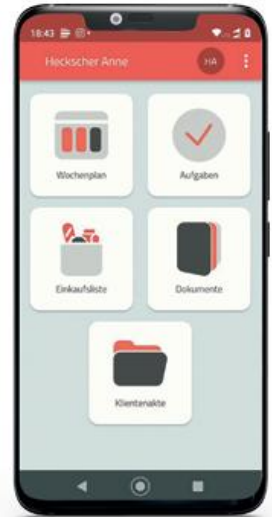 18:43
Heckscher Anne
HA
Wochenplan
Aufgaben
Einkaufsliste
Dokumente
Klientenakte